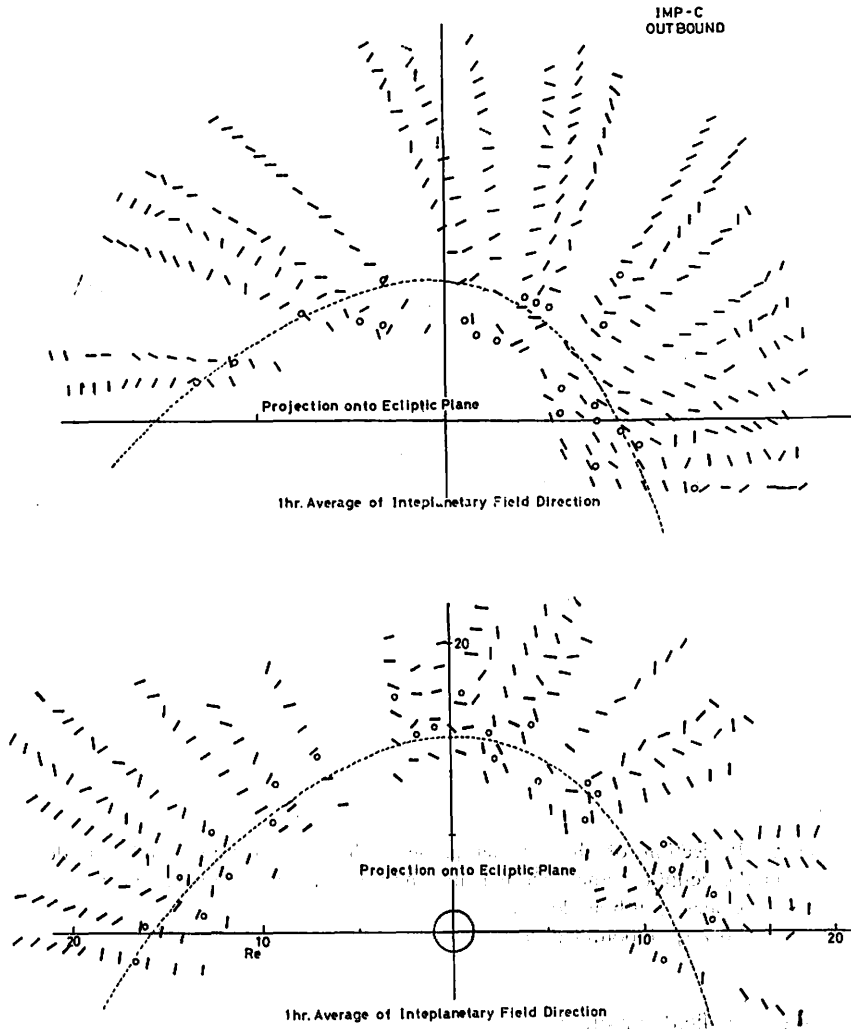 IMP-C
OUTBOUND
Projection onto Ecliptic Plane
1hr. Average of Inteplanetary Field Direction
20
Projection onto Ecliptic Plane
20
10
10
20
Re
1hr. Average of Inteplanetary Field Direction